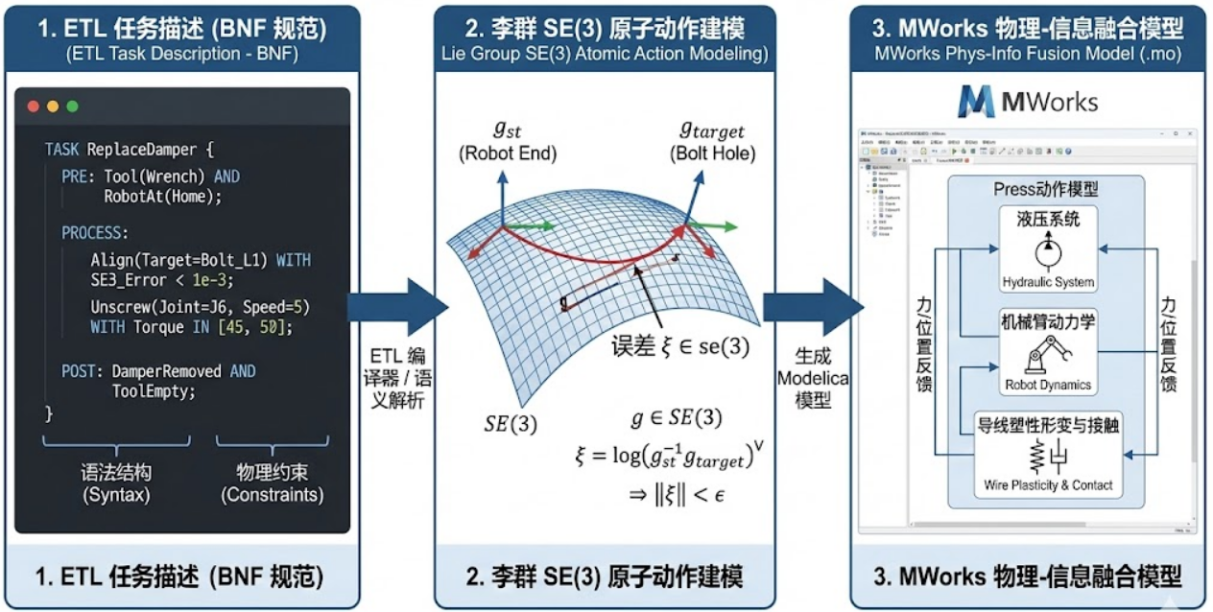 1. ETL 任务描述 (BNF 规范)
(ETL Task Description - BNF)
TASK ReplaceDamper {
PRE: Tool(Wrench) AND
RobotAt(Home);
PROCESS:
Align(Target=Bolt_L1) WITH
SE3_Error < 1e-3;
Unscrew(Joint=J6, Speed=5)
WITH Torque IN [45, 50];
POST: DamperRemoved AND
ToolEmpty;
}
语法结构
(Syntax)
物理约束
(Constraints)
1. ETL 任务描述 (BNF 规范)
ETL 编
译器 / 语
义解析
2. 李群 SE(3) 原子动作建模
Lie Group SE(3) Atomic Action Modeling)
g_st
(Robot End)
g_target
(Bolt Hole)
误差 ξ ∈ se(3)
SE(3)
g ∈ SE(3)
ξ = log(g_st^-1 g_target)^∨
⇒ ‖ξ‖ < ϵ
2. 李群 SE(3) 原子动作建模
生成
Modelica
模型
3. MWorks 物理-信息融合模型
MWorks Phys-Info Fusion Model (.mo)
MWorks
Press动作模型
液压系统
Hydraulic System
机械臂动力学
Robot Dynamics
导线塑性形变与接触
Wire Plasticity & Contact
力/位置反馈
力/位置反馈
3. MWorks 物理-信息融合模型